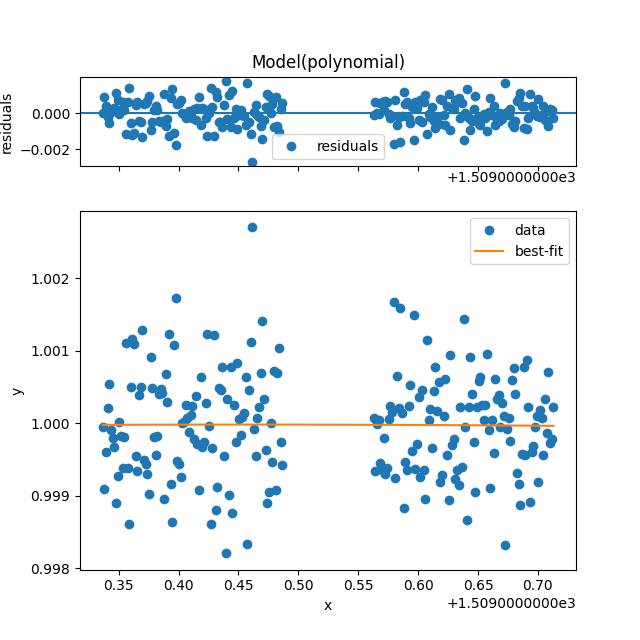 Model(polynomial)
residuals
0.000
−0.002
residuals
+1.5090000000e3
y
1.002
1.001
1.000
0.999
0.998
data
best-fit
0.35 0.40 0.45 0.50 0.55 0.60 0.65 0.70
x
+1.5090000000e3